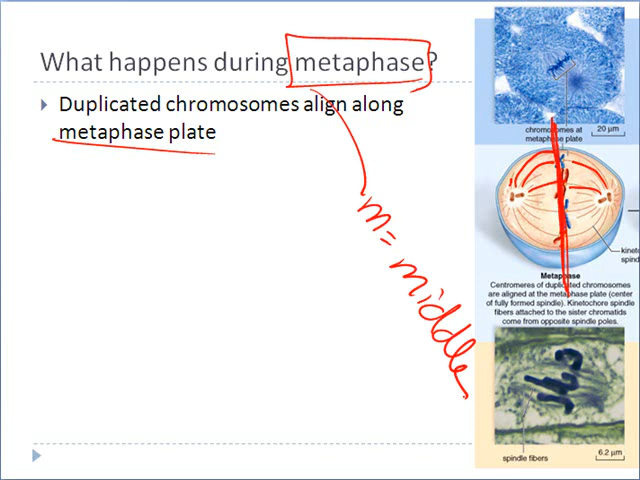 What happens during metaphase?
Duplicated chromosomes align along
metaphase plate
m = middle
chromosomes at
metaphase plate
20 μm
Metaphase
Centromeres of duplicated chromosomes
are aligned at the metaphase plate (center
of fully formed spindle). Kinetochore spindle
fibers attached to the sister chromatids
come from opposite spindle poles.
spindle fibers
6.2 μm